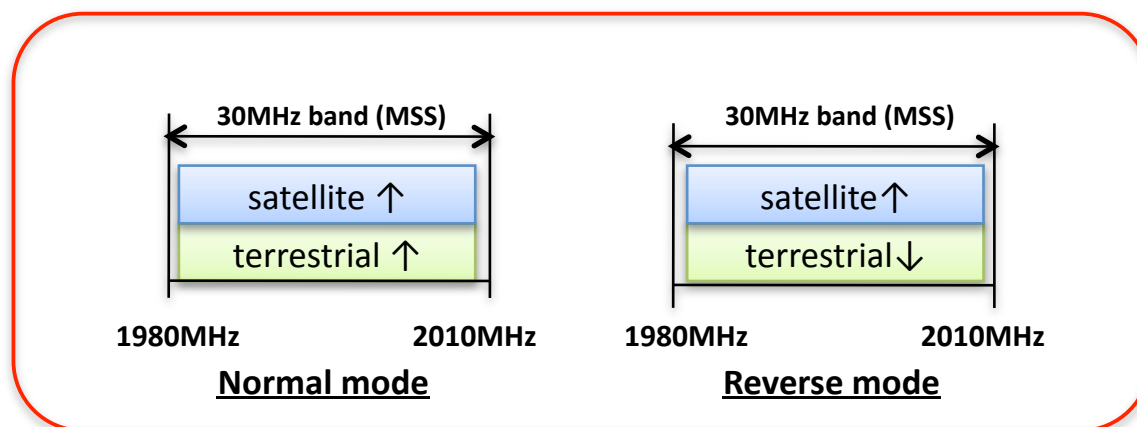 30MHz band (MSS)
satellite ↑
terrestrial ↑
1980MHz 2010MHz
Normal mode
30MHz band (MSS)
satellite↑
terrestrial↓
1980MHz 2010MHz
Reverse mode